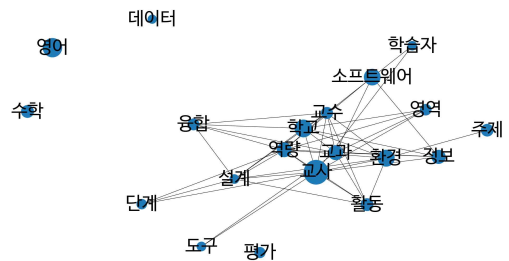 데이터
영어
학습자
소프트웨어
수학
교수
영역
융합
학교
주제
역량
교과
환경
정보
교사
설계
단계
활동
도구
평가